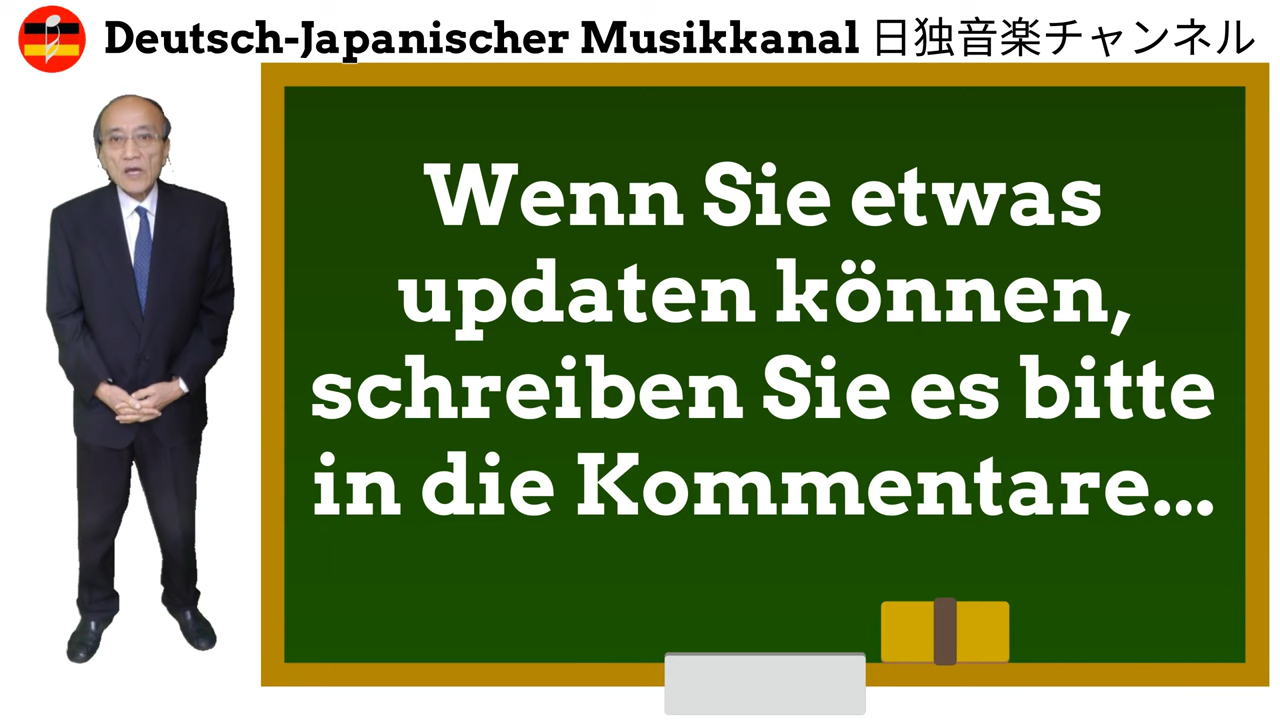 Deutsch-Japanischer Musikkanal 日独音楽チャンネル
Wenn Sie etwas
updaten können,
schreiben Sie es bitte
in die Kommentare...